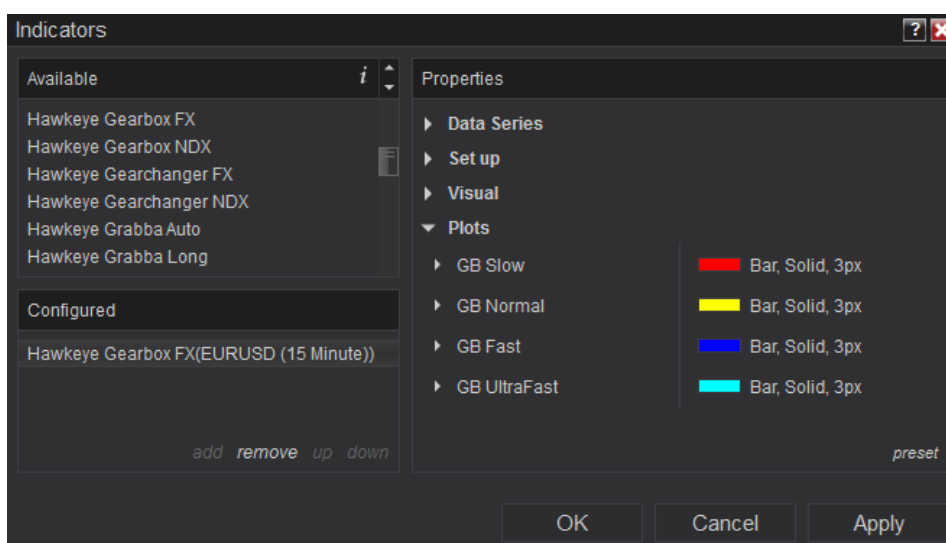 Indicators
Available
Hawkeye Gearbox FX
Hawkeye Gearbox NDX
Hawkeye Gearchanger FX
Hawkeye Gearchanger NDX
Hawkeye Grabba Auto
Hawkeye Grabba Long
Configured
Hawkeye Gearbox FX(EURUSD (15 Minute))
add remove up down
Properties
Data Series
Set up
Visual
Plots
GB Slow Bar, Solid, 3px
GB Normal Bar, Solid, 3px
GB Fast Bar, Solid, 3px
GB UltraFast Bar, Solid, 3px
preset
OK Cancel Apply